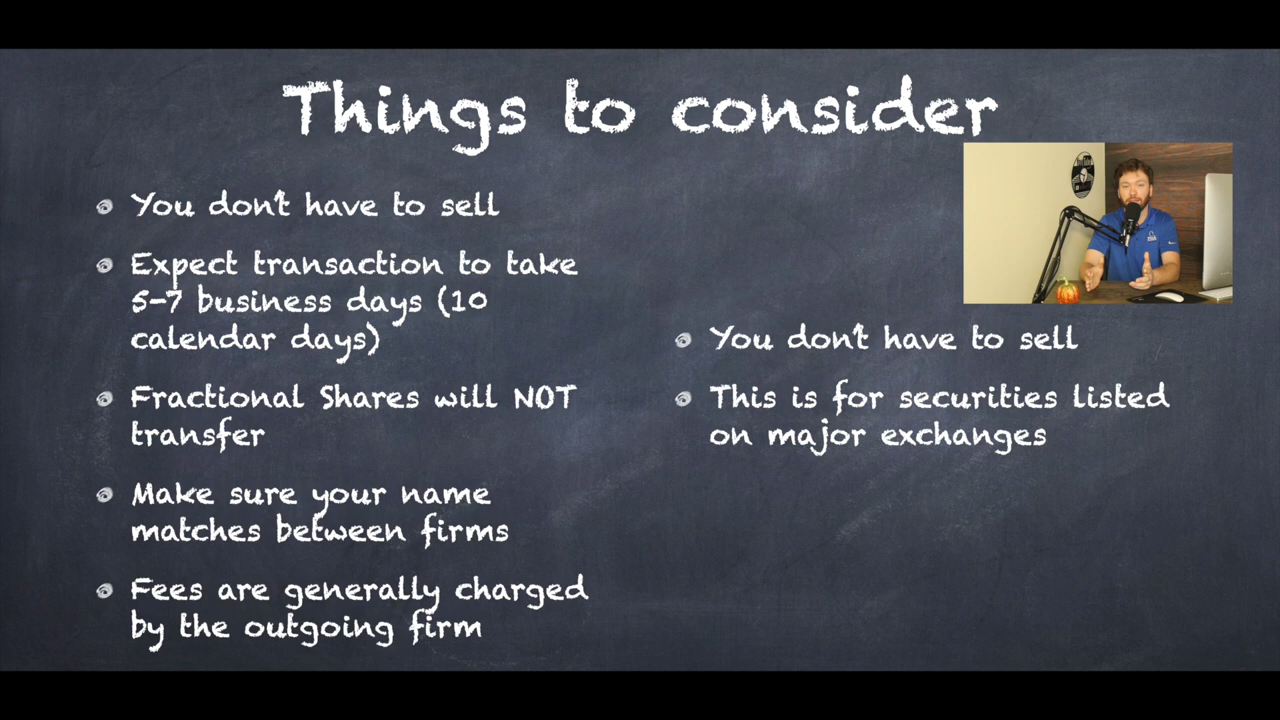 Things to consider
You don't have to sell
Expect transaction to take
5-7 business days (10
calendar days)
Fractional Shares will NOT
transfer
Make sure your name
matches between firms
Fees are generally charged
by the outgoing firm
You don't have to sell
This is for securities listed
on major exchanges